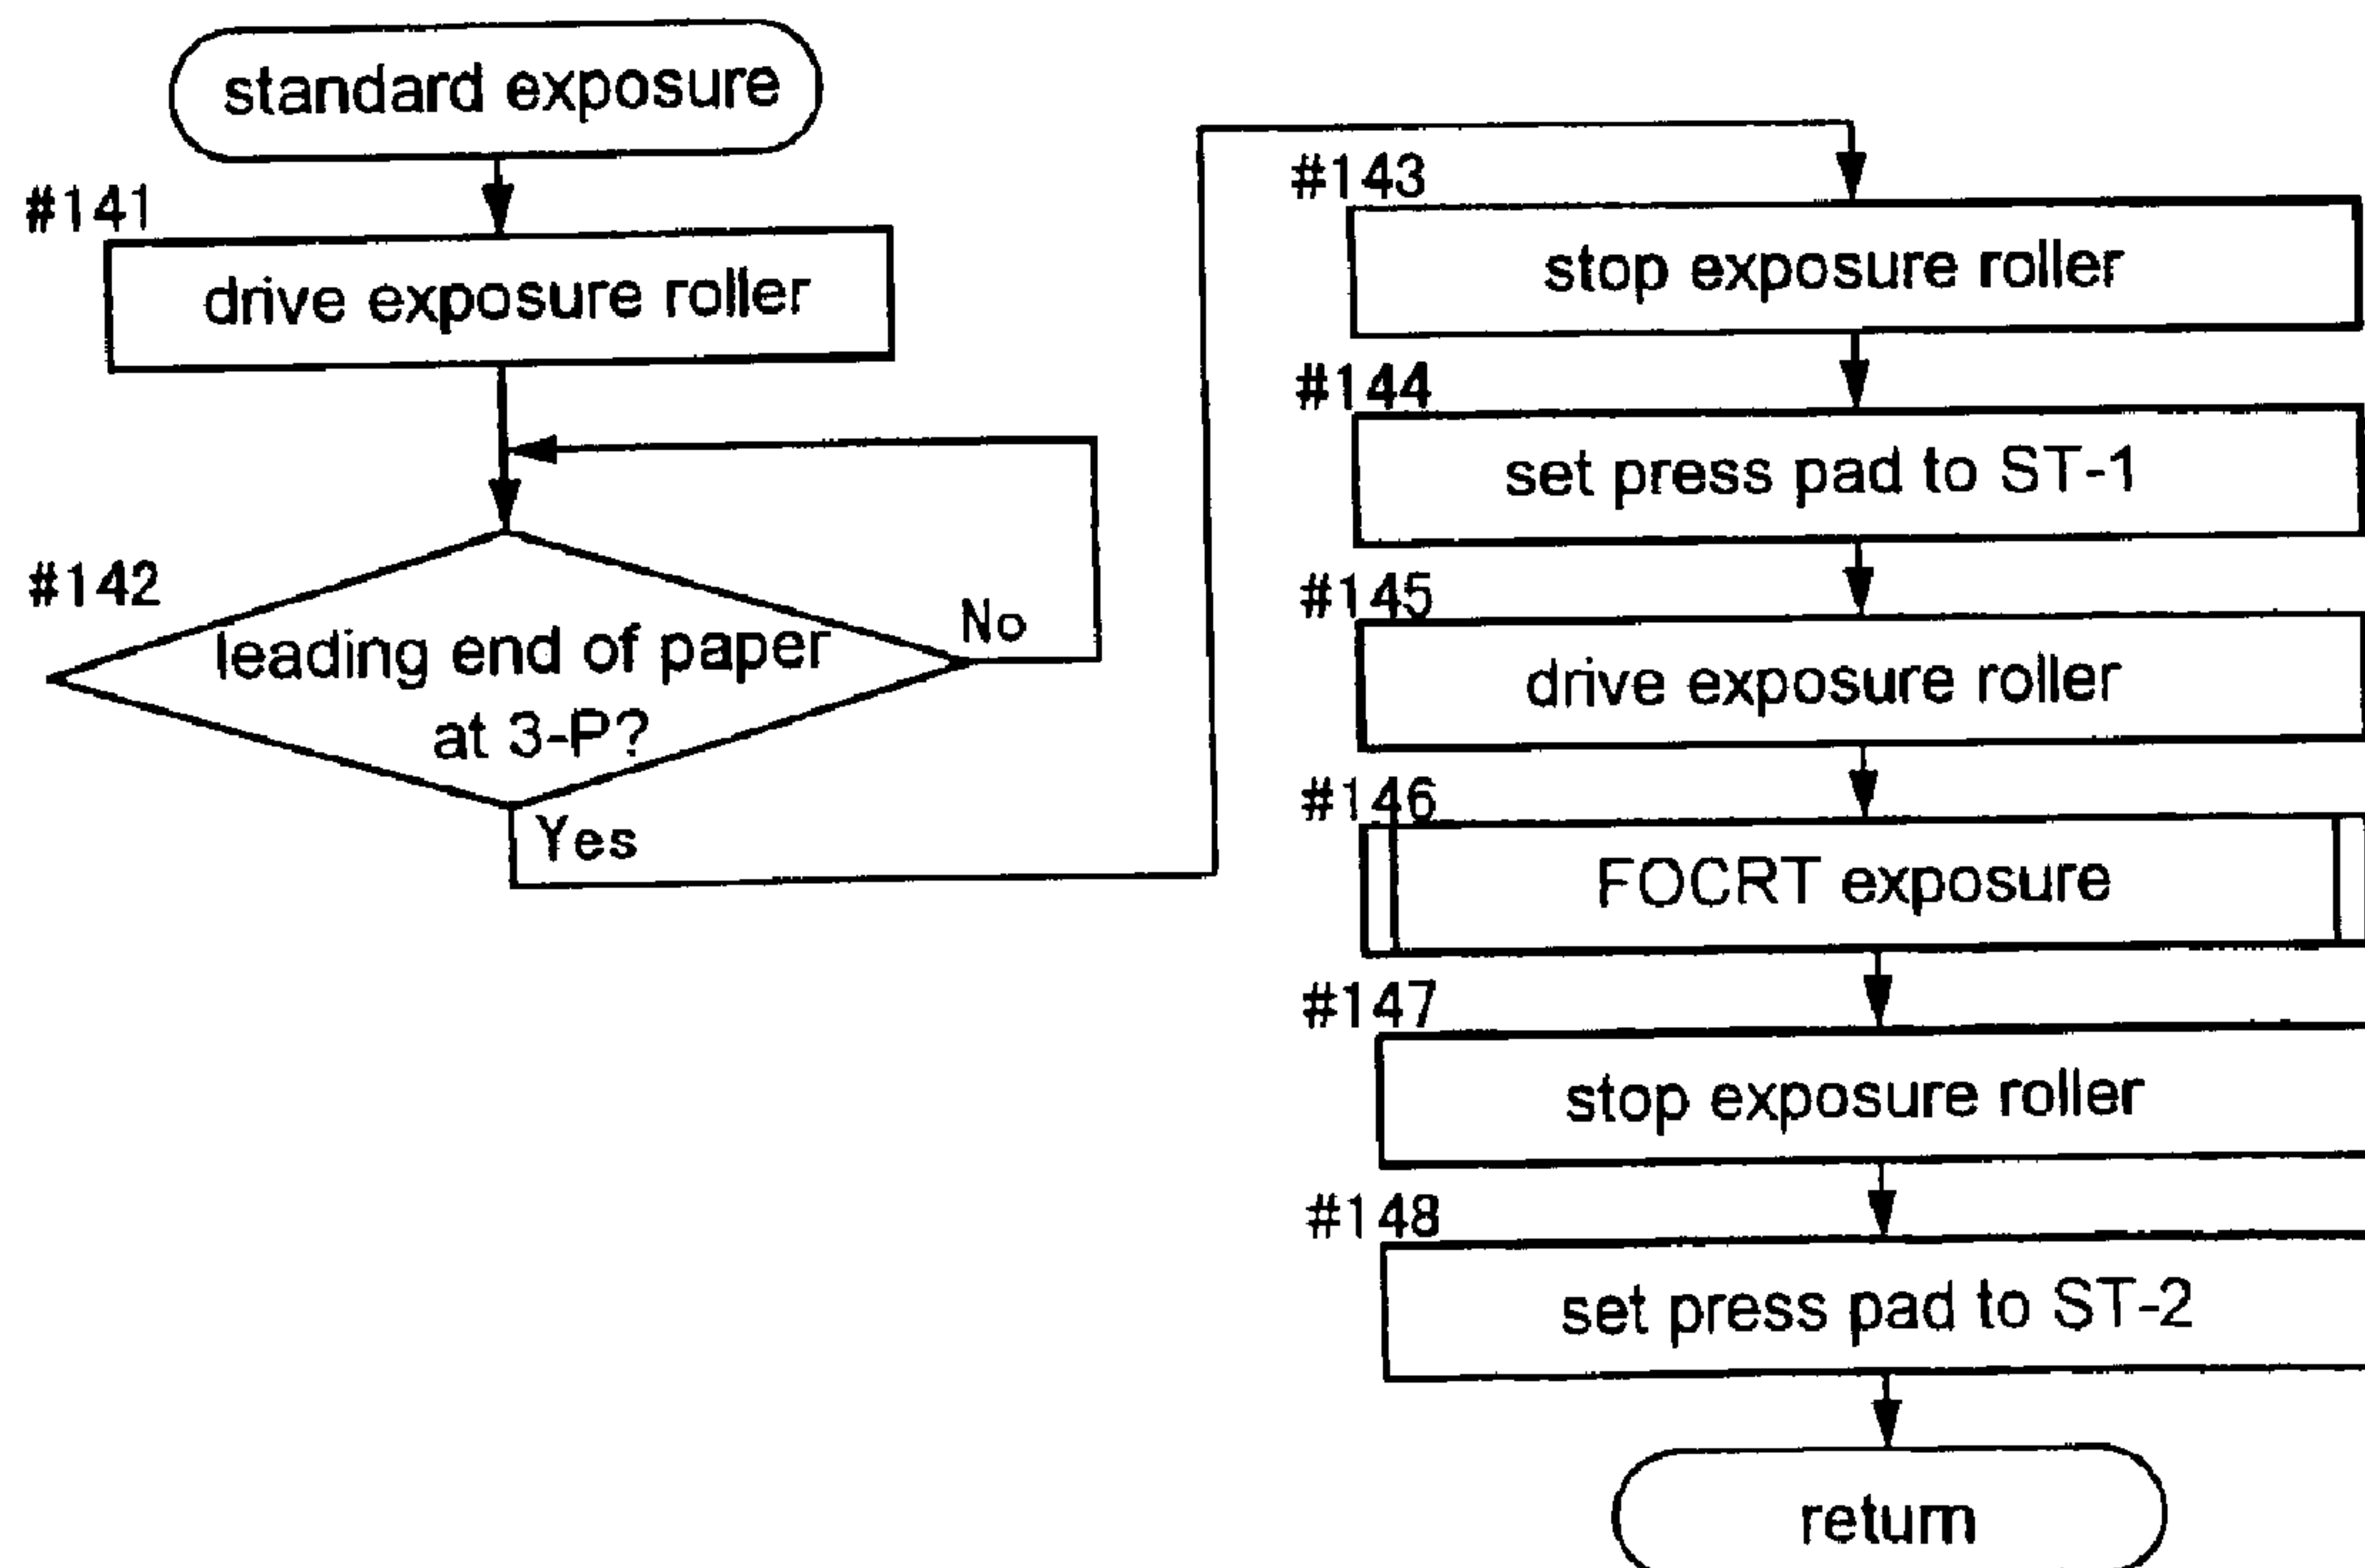 standard exposure
#141
drive exposure roller
#142
leading end of paper
at 3-P?
No
Yes
#143
stop exposure roller
#144
set press pad to ST-1
#145
drive exposure roller
#146
FOCRT exposure
#147
stop exposure roller
#148
set press pad to ST-2
return